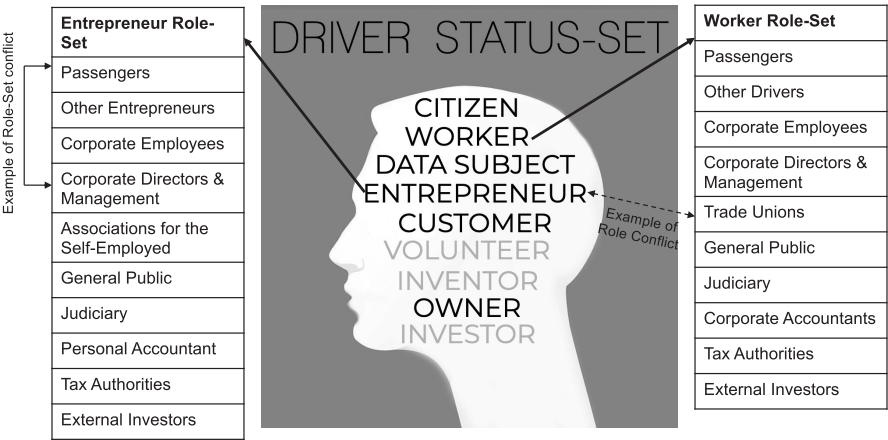 Example of Role-Set conflict
Entrepreneur Role-
Set
Passengers
Other Entrepreneurs
Corporate Employees
Corporate Directors &
Management
Associations for the
Self-Employed
General Public
Judiciary
Personal Accountant
Tax Authorities
External Investors
DRIVER STATUS-SET
CITIZEN
WORKER
DATA SUBJECT
ENTREPRENEUR
CUSTOMER
VOLUNTEER
INVENTOR
OWNER
INVESTOR
Example of
Role Conflict
Worker Role-Set
Passengers
Other Drivers
Corporate Employees
Corporate Directors &
Management
Trade Unions
General Public
Judiciary
Corporate Accountants
Tax Authorities
External Investors